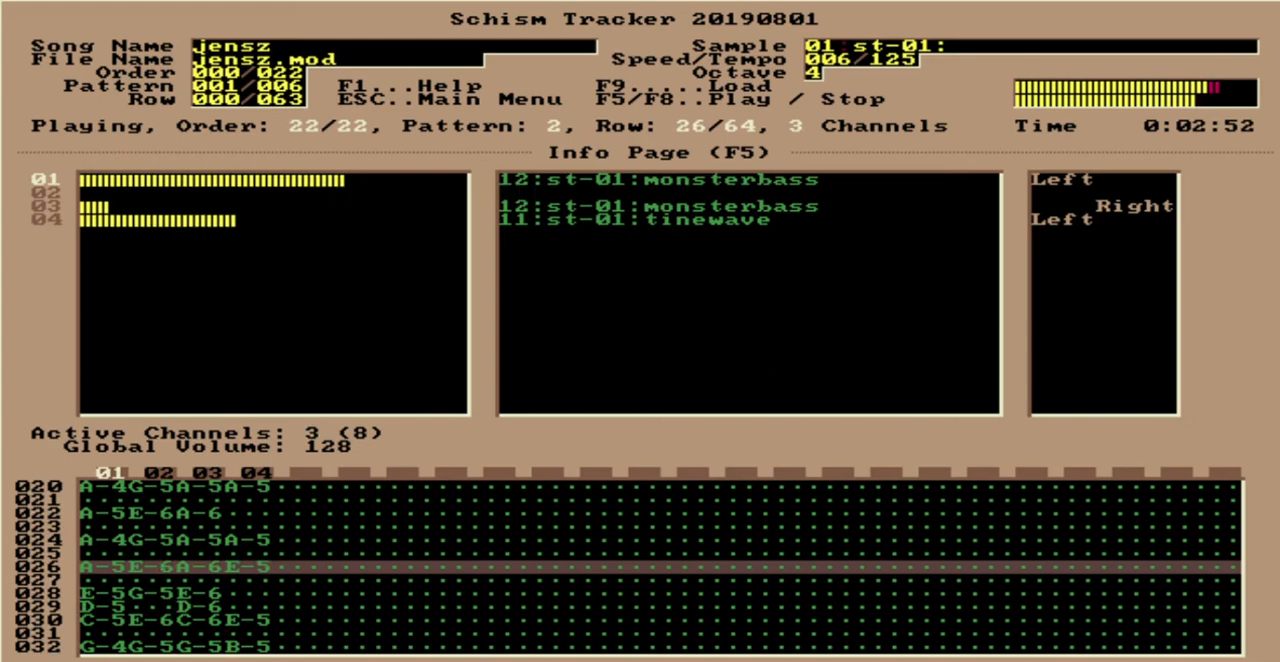 Schism Tracker 20190801
Song Name jensz Sample 01:st-01:
File Name jensz.mod Speed/Tempo 006/125
Order 000/022 Octave 4
Pattern 001/006 F1...Help F9....Load
Row 000/063 ESC..Main Menu F5/F8..Play / Stop
Playing, Order: 22/22, Pattern: 2, Row: 26/64, 3 Channels Time 0:02:52
Info Page (F5)
01 12:st-01:monsterbass Left
02
03 12:st-01:monsterbass Right
04 11:st-01:tinewave Left
Active Channels: 3 (8)
Global Volume: 128
01 02 03 04
020 A-4G-5A-5A-5
021
022 A-5E-6A-6
023
024 A-4G-5A-5A-5
025
026 A-5E-6A-6E-5
027
028 E-5G-5E-6
029 D-5 D-6
030 C-5E-6C-6E-5
031
032 G-4G-5G-5B-5